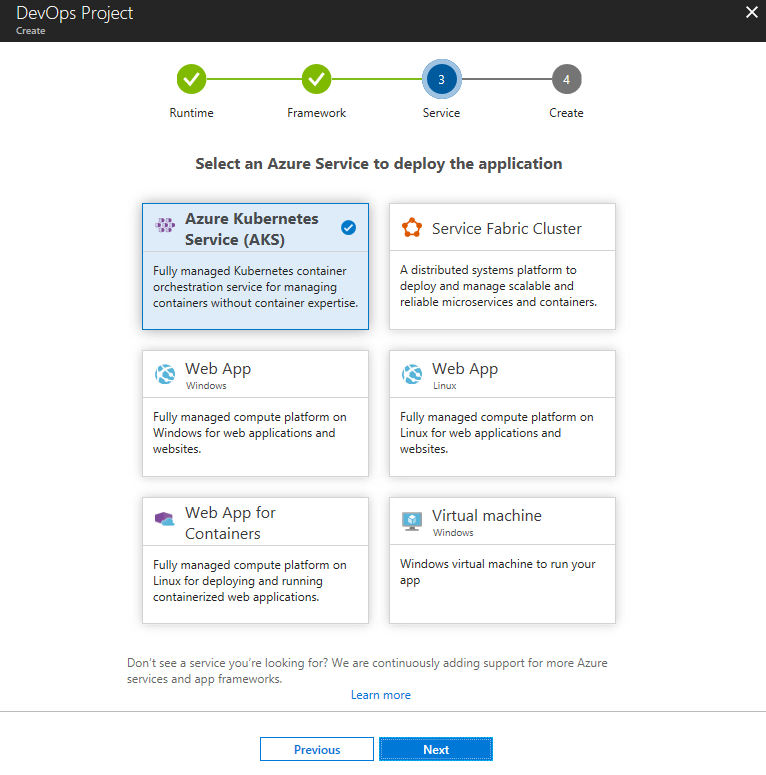 DevOps Project
Create
3
4
Runtime
Framework
Service
Create
Select an Azure Service to deploy the application
Azure Kubernetes
Service (AKS)
Fully managed Kubernetes container
orchestration service for managing
containers without container expertise.
Service Fabric Cluster
A distributed systems platform to
deploy and manage scalable and
reliable microservices and containers.
Web App
Windows
Fully managed compute platform on
Windows for web applications and
websites.
Web App
Linux
Fully managed compute platform on
Linux for web applications and
websites.
Web App for
Containers
Fully managed compute platform on
Linux for deploying and running
containerized web applications.
Virtual machine
Windows
Windows virtual machine to run your
app
Don't see a service you're looking for? We are continuously adding support for more Azure
services and app frameworks.
Learn more
Previous
Next